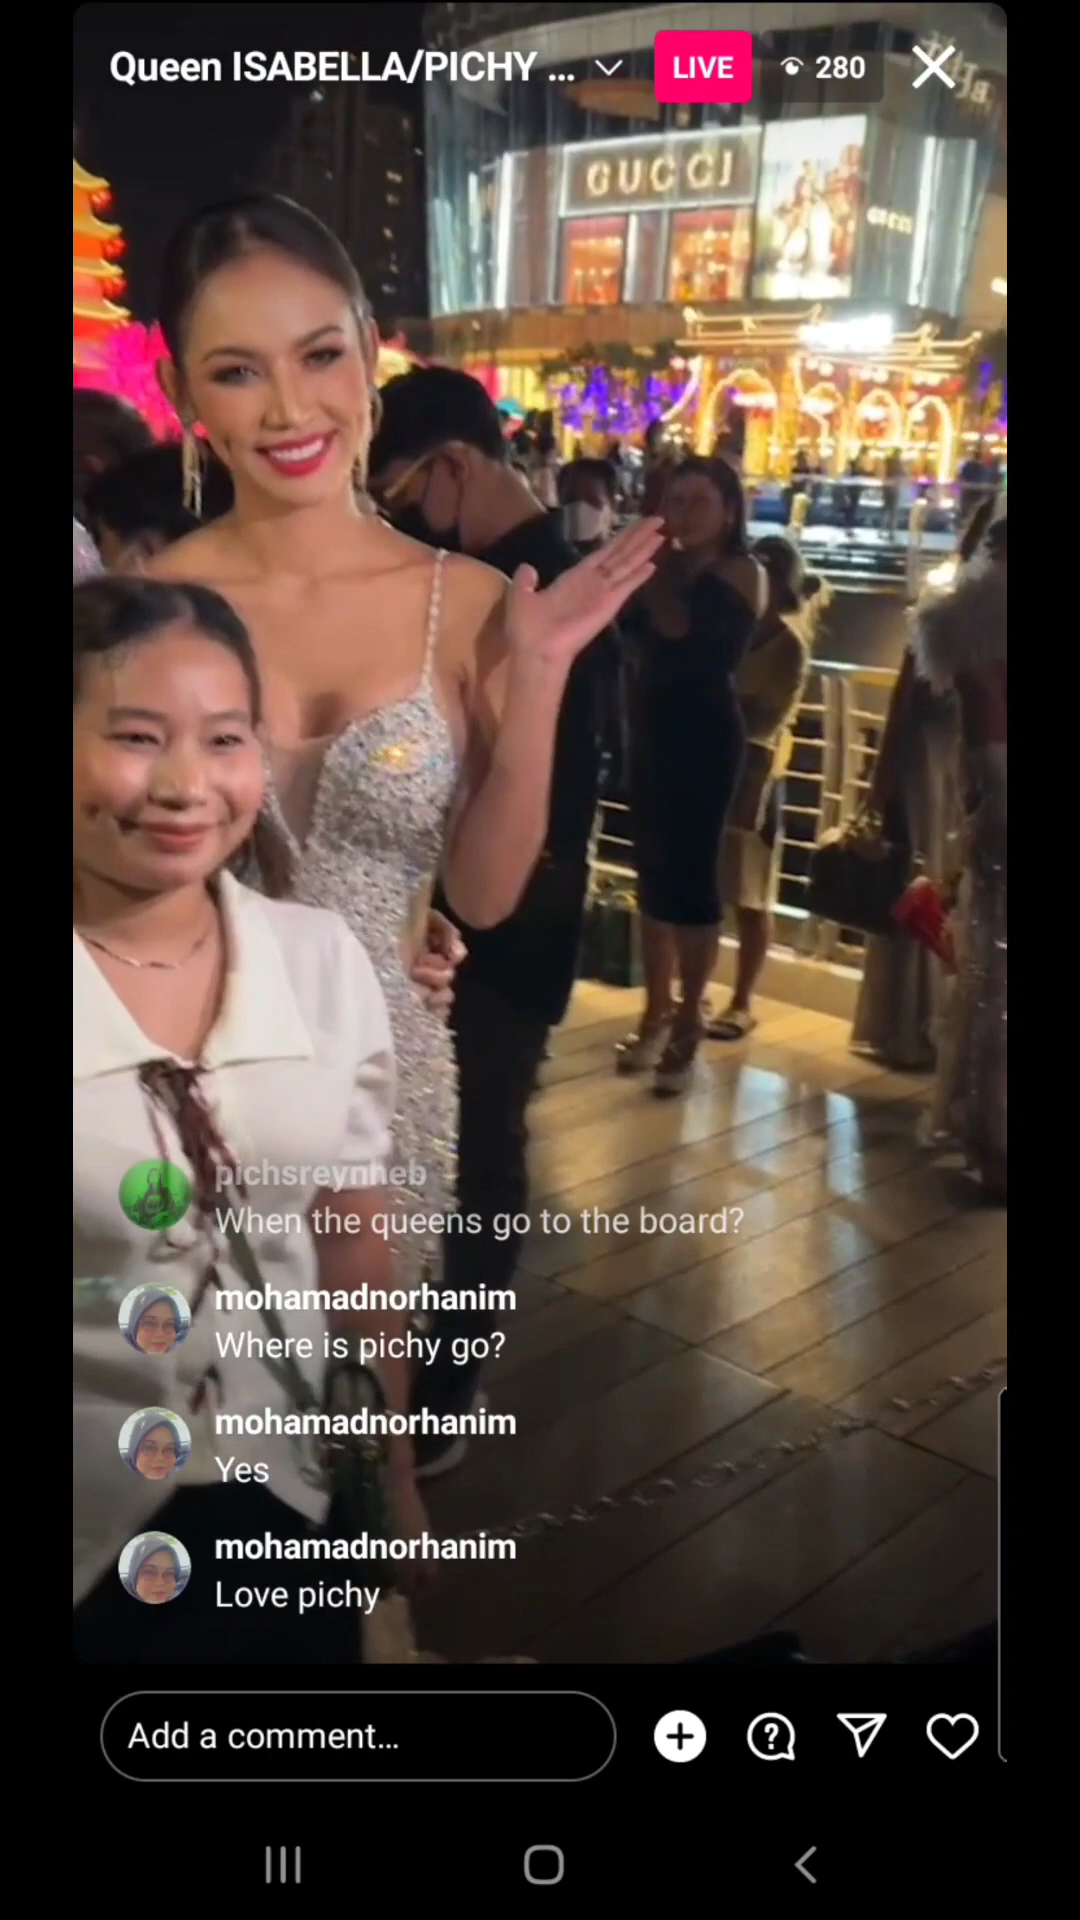 Queen ISABELLA/PICHY ...
LIVE
280
GUCCI
pichsreynheb
When the queens go to the board?
mohamadnorhanim
Where is pichy go?
mohamadnorhanim
Yes
mohamadnorhanim
Love pichy
Add a comment...